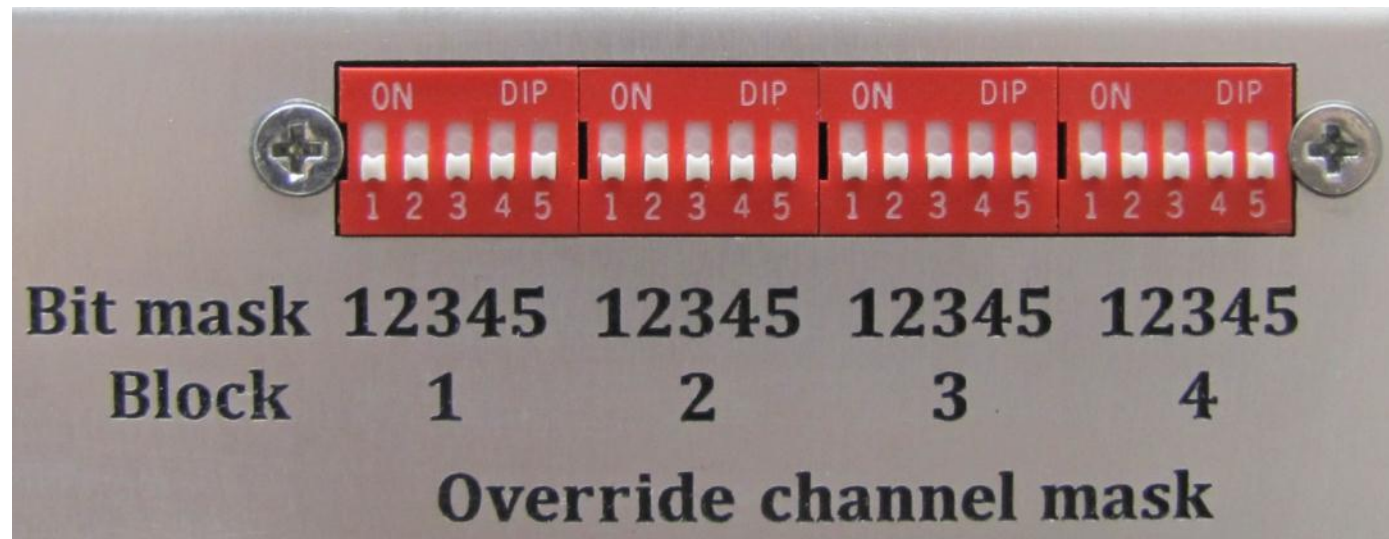 ON DIP ON DIP ON DIP ON DIP
1 2 3 4 5 1 2 3 4 5 1 2 3 4 5 1 2 3 4 5
Bit mask 12345 12345 12345 12345
Block 1 2 3 4
Override channel mask